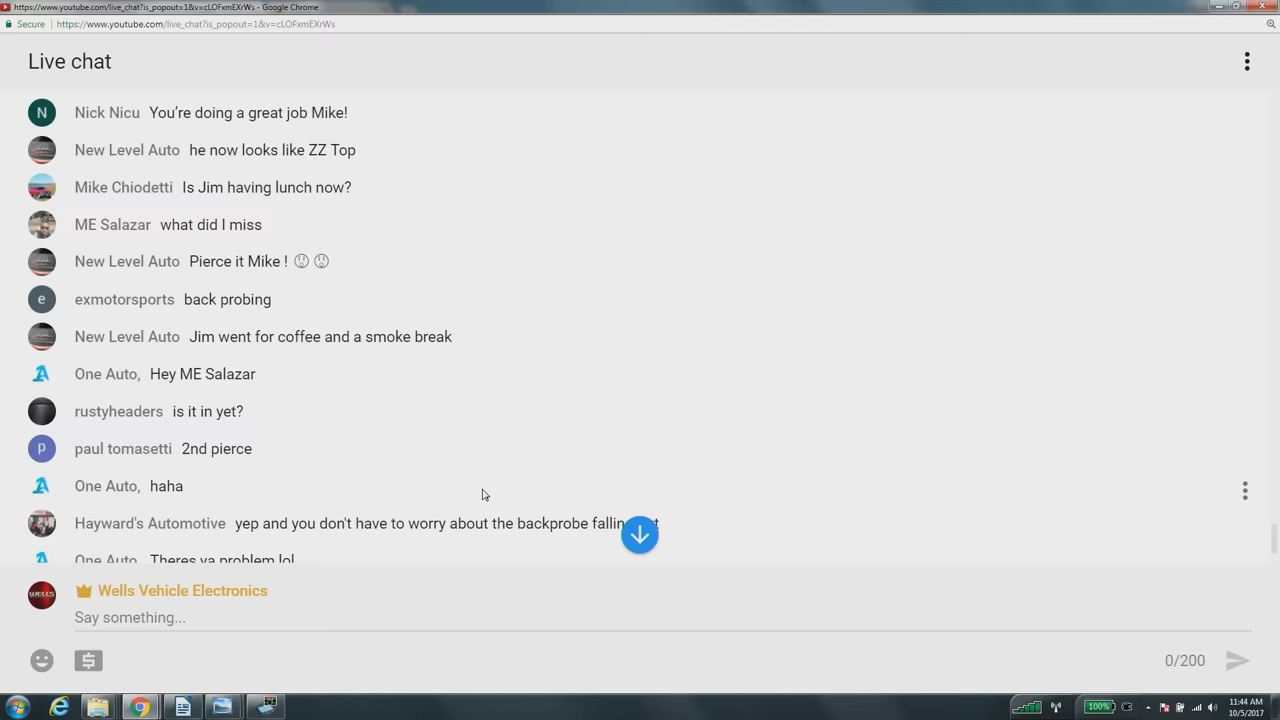 https://www.youtube.com/live_chat?is_popout=1&v=cLOFxmEXrWs - Google Chrome
Secure https://www.youtube.com/live_chat?is_popout=1&v=cLOFxmEXrWs
Live chat
N Nick Nicu You’re doing a great job Mike!
New Level Auto he now looks like ZZ Top
Mike Chiodetti Is Jim having lunch now?
ME Salazar what did I miss
New Level Auto Pierce it Mike !
e exmotorsports back probing
New Level Auto Jim went for coffee and a smoke break
One Auto, Hey ME Salazar
rustyheaders is it in yet?
p paul tomasetti 2nd pierce
One Auto, haha
Hayward's Automotive yep and you don't have to worry about the backprobe
One Auto Theres ya problem lol
WELLS Wells Vehicle Electronics
Say something...
0/200
100%
11:44 AM
10/5/2017